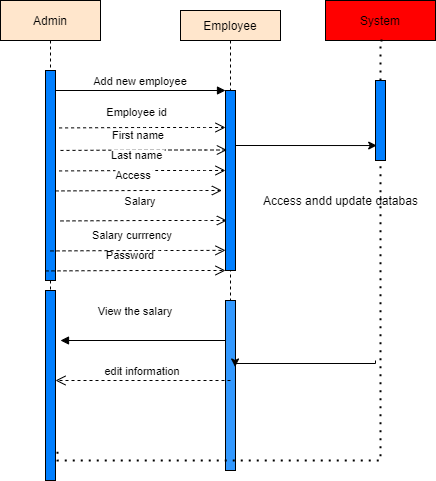 Admin
Employee
System
Add new employee
Employee id
First name
Last name
Access
Salary
Access andd update databas
Salary currrency
Password
View the salary
edit information